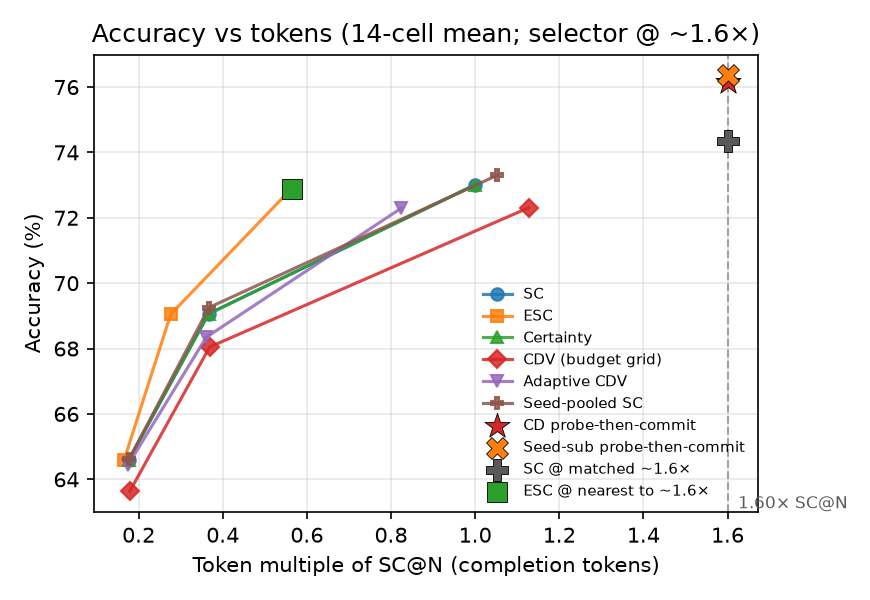 Accuracy vs tokens (14-cell mean; selector @ ~1.6×)
76
74
72
70
68
66
64
Accuracy (%)
SC
ESC
Certainty
CDV (budget grid)
Adaptive CDV
Seed-pooled SC
CD probe-then-commit
Seed-sub probe-then-commit
SC @ matched ~1.6×
ESC @ nearest to ~1.6×
1.60× SC@N
0.2 0.4 0.6 0.8 1.0 1.2 1.4 1.6
Token multiple of SC@N (completion tokens)